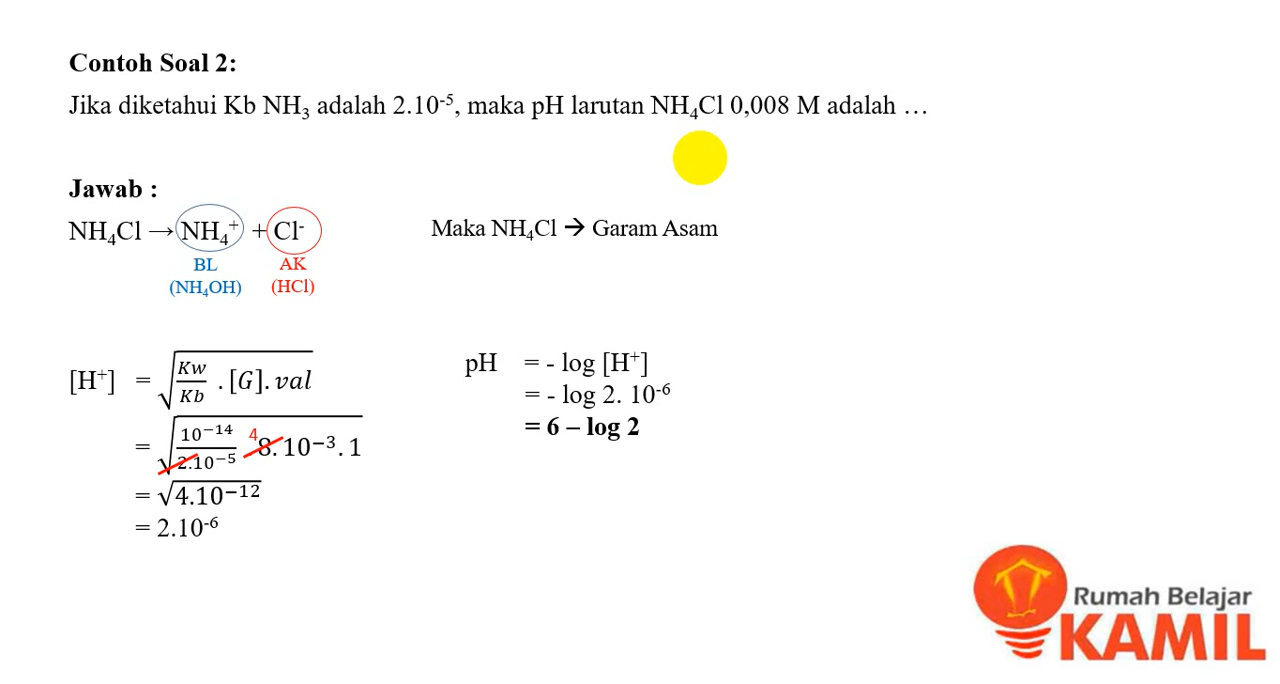 Contoh Soal 2:
Jika diketahui Kb NH₃ adalah 2.10⁻⁵, maka pH larutan NH₄Cl 0,008 M adalah …
Jawab :
NH₄Cl → NH₄⁺ + Cl⁻
BL AK
(NH₄OH) (HCl)
Maka NH₄Cl → Garam Asam
[H⁺] = √(Kw/Kb . [G]. val)
= √(10⁻¹⁴/2.10⁻⁵ 4 8. 10⁻³. 1)
= √4.10⁻¹²
= 2.10⁻⁶
pH = - log [H⁺]
= - log 2. 10⁻⁶
= 6 – log 2
Rumah Belajar
KAMIL